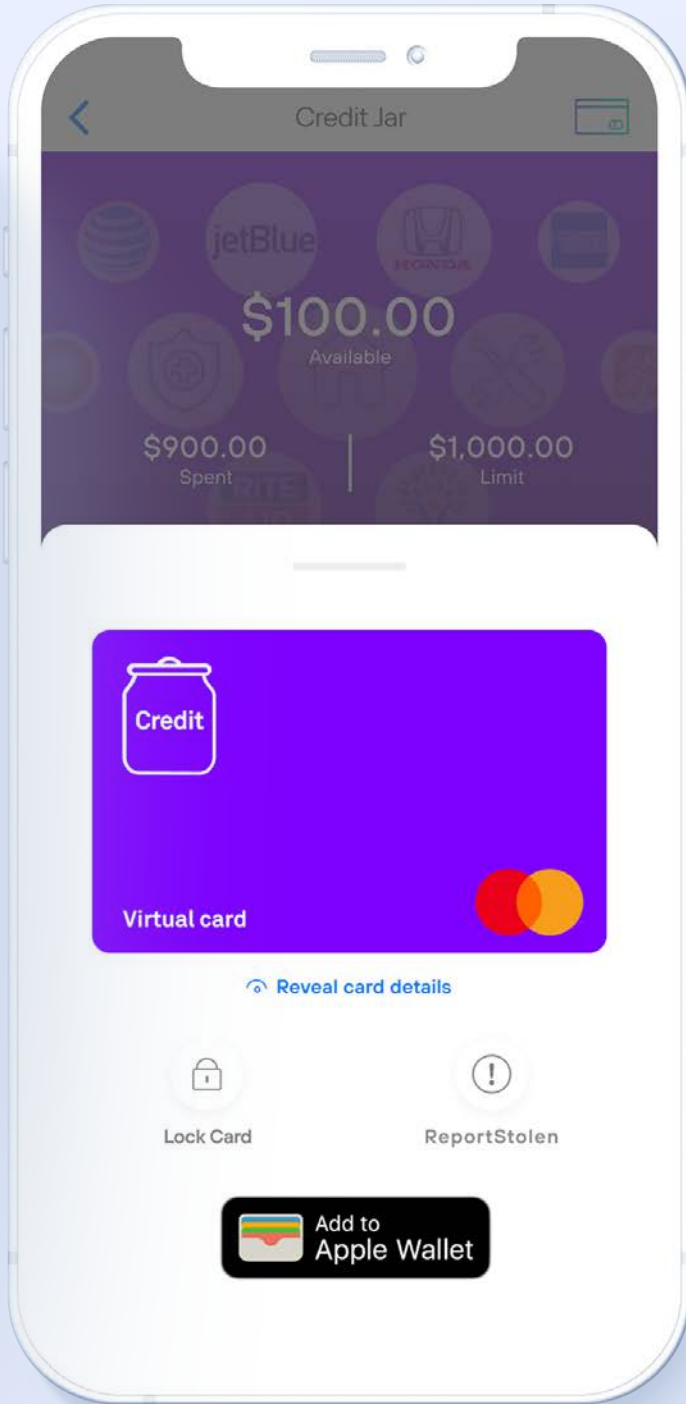 Credit Jar
jetBlue
HONDA
$100.00
Available
$900.00
Spent
$1,000.00
Limit
RITE
Credit
Virtual card
Reveal card details
Lock Card
ReportStolen
Add to
Apple Wallet